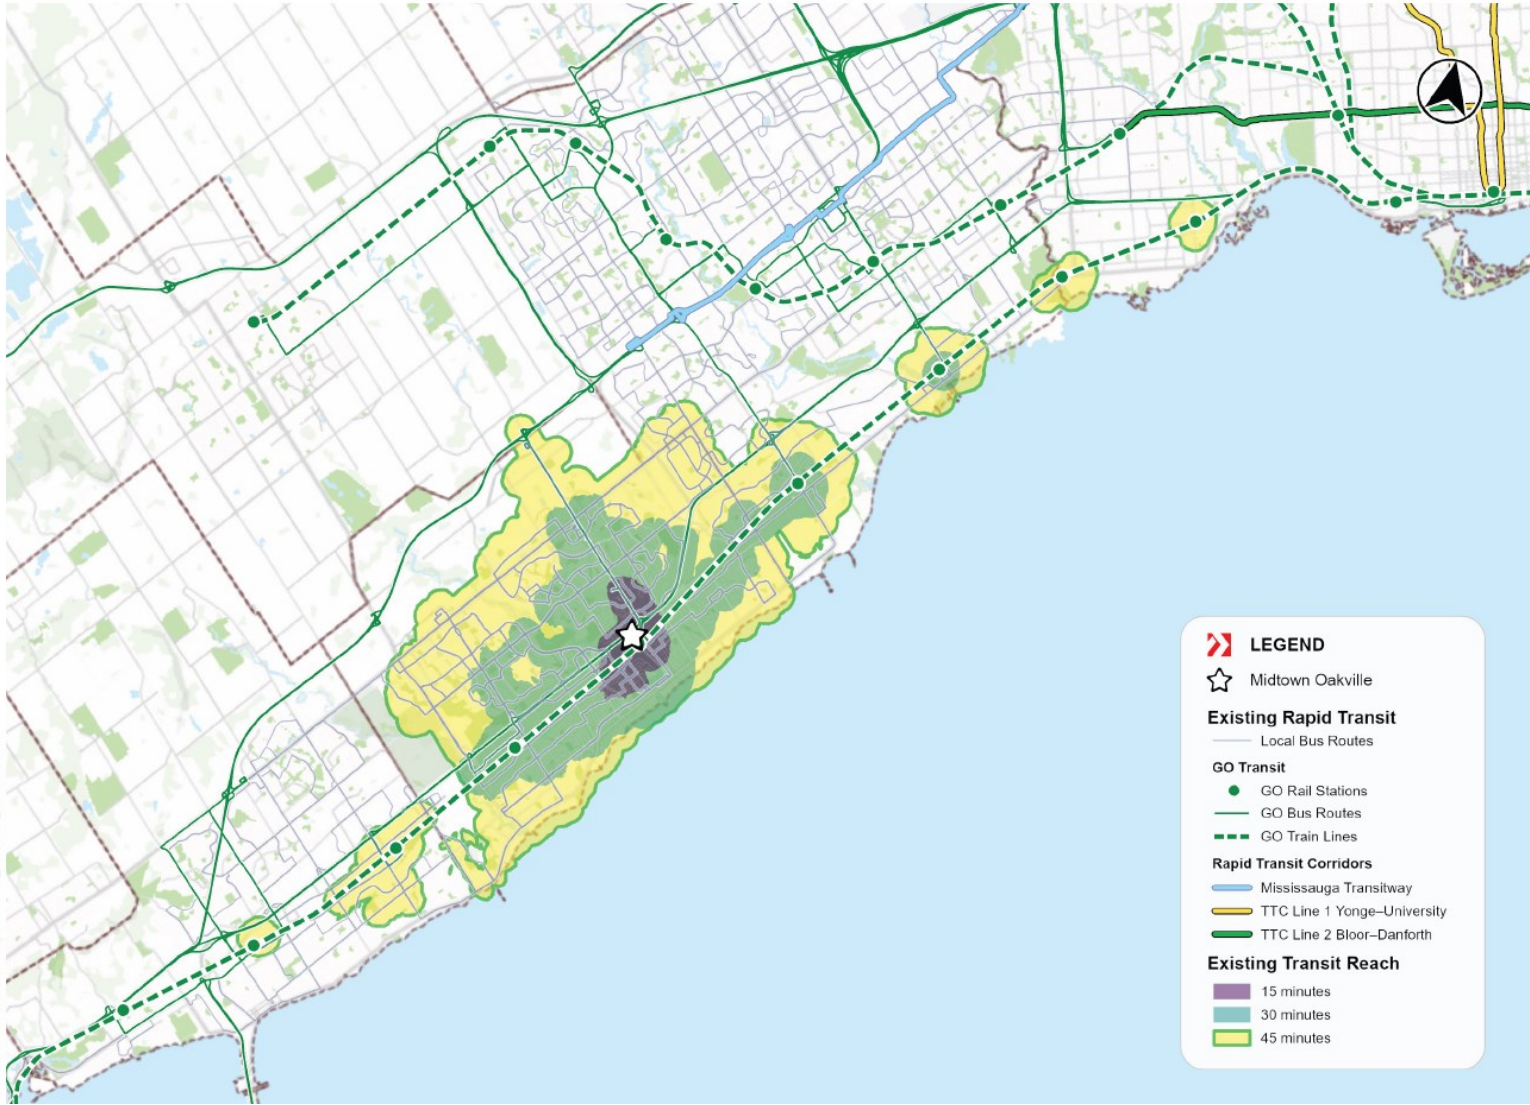 LEGEND
Midtown Oakville
Existing Rapid Transit
Local Bus Routes
GO Transit
GO Rail Stations
GO Bus Routes
GO Train Lines
Rapid Transit Corridors
Mississauga Transitway
TTC Line 1 Yonge–University
TTC Line 2 Bloor–Danforth
Existing Transit Reach
15 minutes
30 minutes
45 minutes